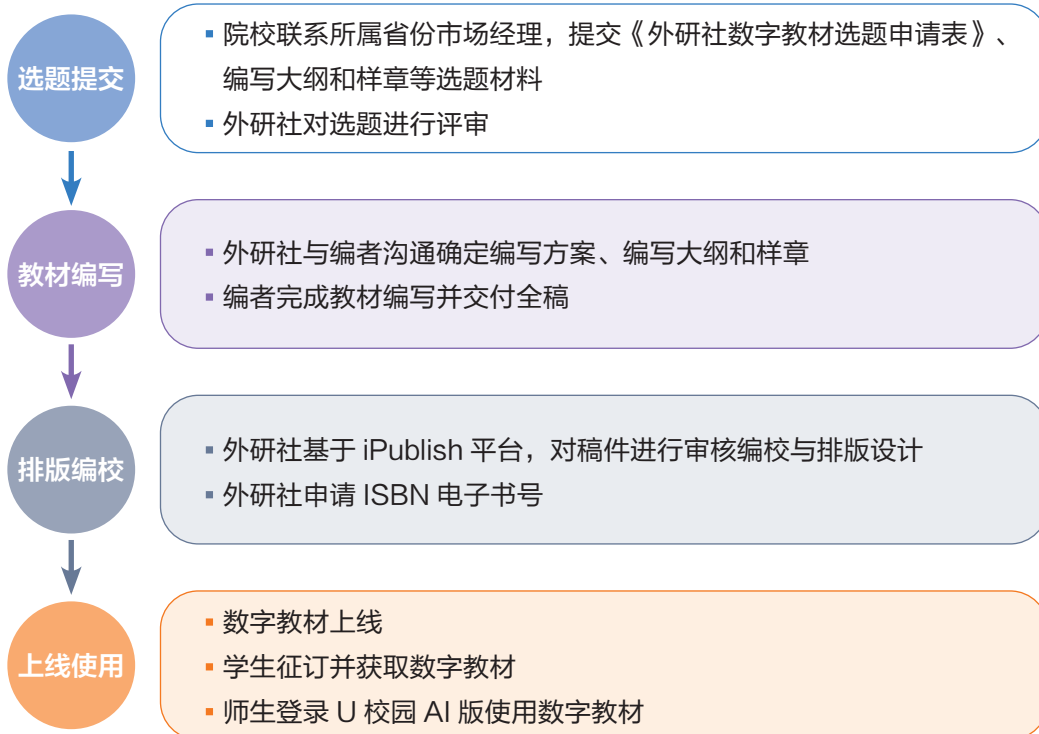 选题提交
▪ 院校联系所属省份市场经理，提交《外研社数字教材选题申请表》、
编写大纲和样章等选题材料
▪ 外研社对选题进行评审
教材编写
▪ 外研社与编者沟通确定编写方案、编写大纲和样章
▪ 编者完成教材编写并交付全稿
排版编校
▪ 外研社基于 iPublish 平台，对稿件进行审核编校与排版设计
▪ 外研社申请 ISBN 电子书号
上线使用
▪ 数字教材上线
▪ 学生征订并获取数字教材
▪ 师生登录 U 校园 AI 版使用数字教材